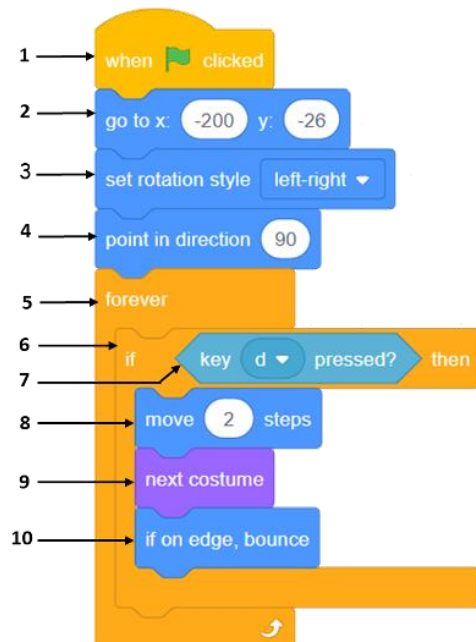 1 when clicked
2 go to x: -200 y: -26
3 set rotation style left-right
4 point in direction 90
5 forever
6 if key d pressed? then
7
8 move 2 steps
9 next costume
10 if on edge, bounce